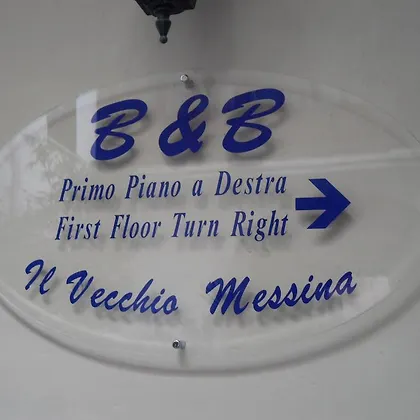 B & B
Primo Piano a Destra
First Floor Turn Right
Il Vecchio Messina